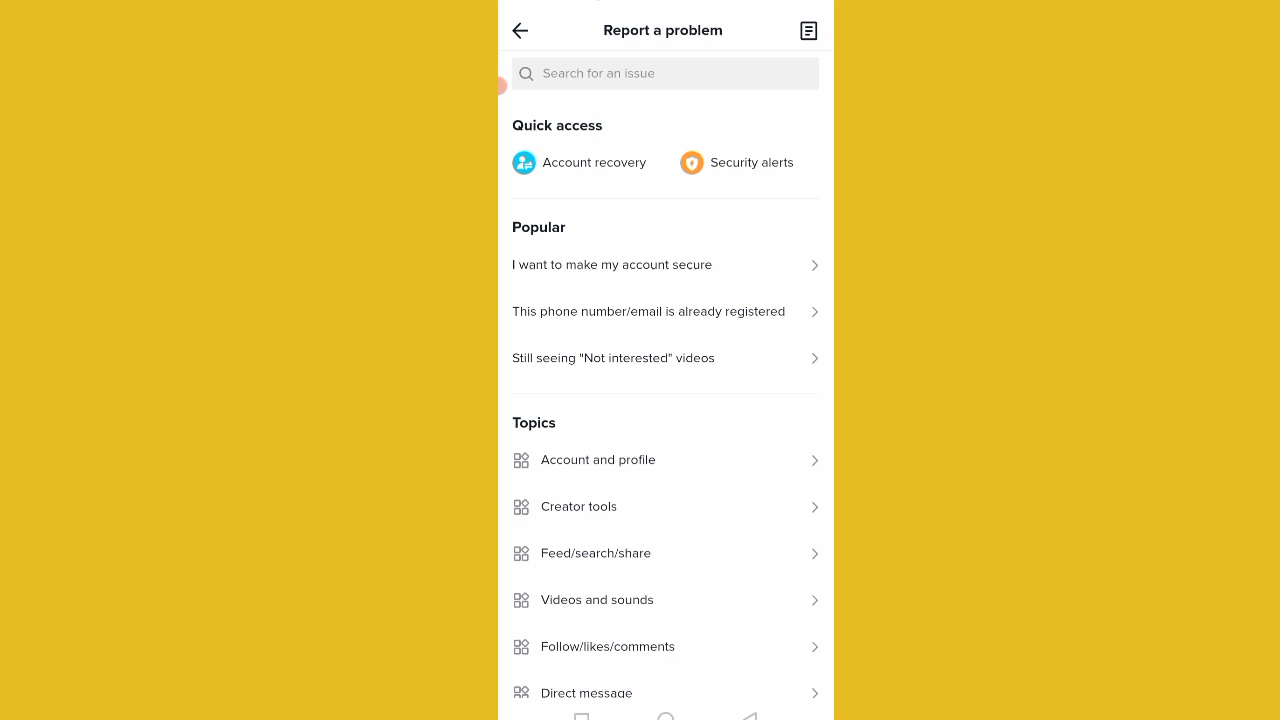 Report a problem
Search for an issue
Quick access
Account recovery
Security alerts
Popular
I want to make my account secure
This phone number/email is already registered
Still seeing "Not interested" videos
Topics
Account and profile
Creator tools
Feed/search/share
Videos and sounds
Follow/likes/comments
Direct message